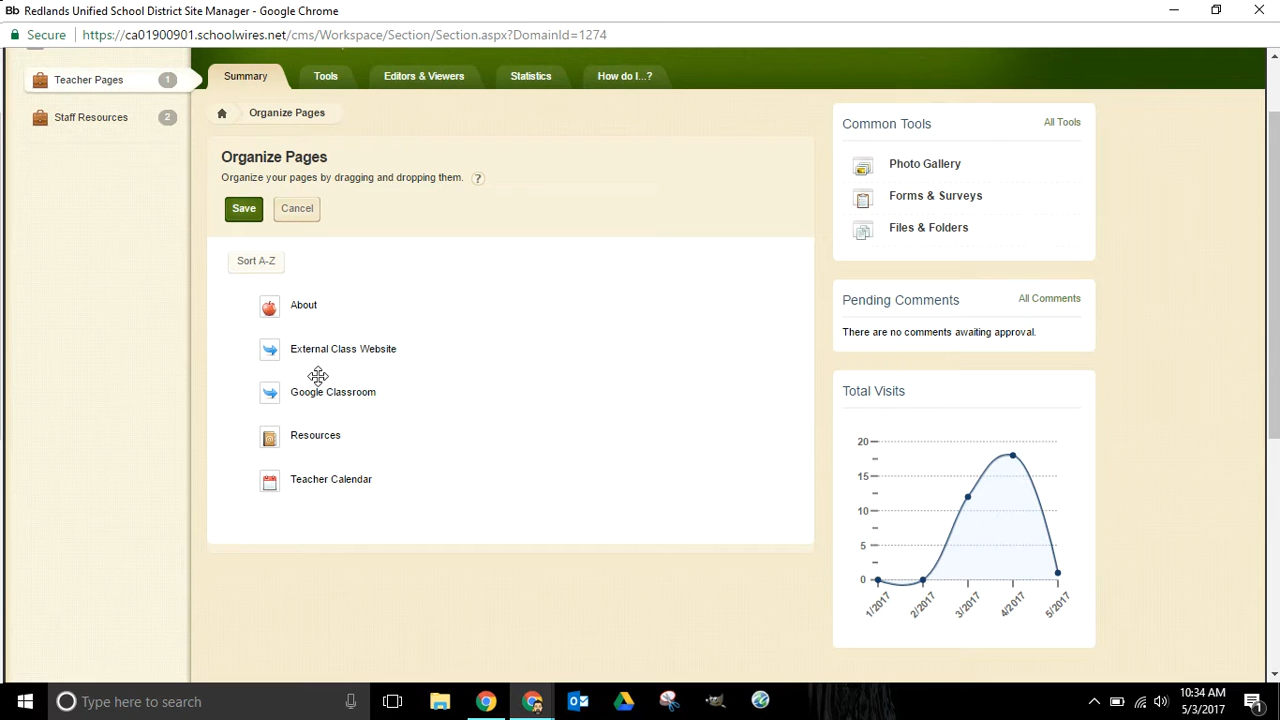 Bb Redlands Unified School District Site Manager - Google Chrome
Secure https://ca01900901.schoolwires.net/cms/Workspace/Section/Section.aspx?DomainId=1274
Teacher Pages 1
Staff Resources 2
Summary Tools Editors & Viewers Statistics How do I...?
Organize Pages
Organize Pages
Organize your pages by dragging and dropping them. ?
Save Cancel
Sort A-Z
About
External Class Website
Google Classroom
Resources
Teacher Calendar
Common Tools All Tools
Photo Gallery
Forms & Surveys
Files & Folders
Pending Comments All Comments
There are no comments awaiting approval.
Total Visits
20
15
10
5
0
1/2017 2/2017 3/2017 4/2017 5/2017
Type here to search
10:34 AM
5/3/2017
1